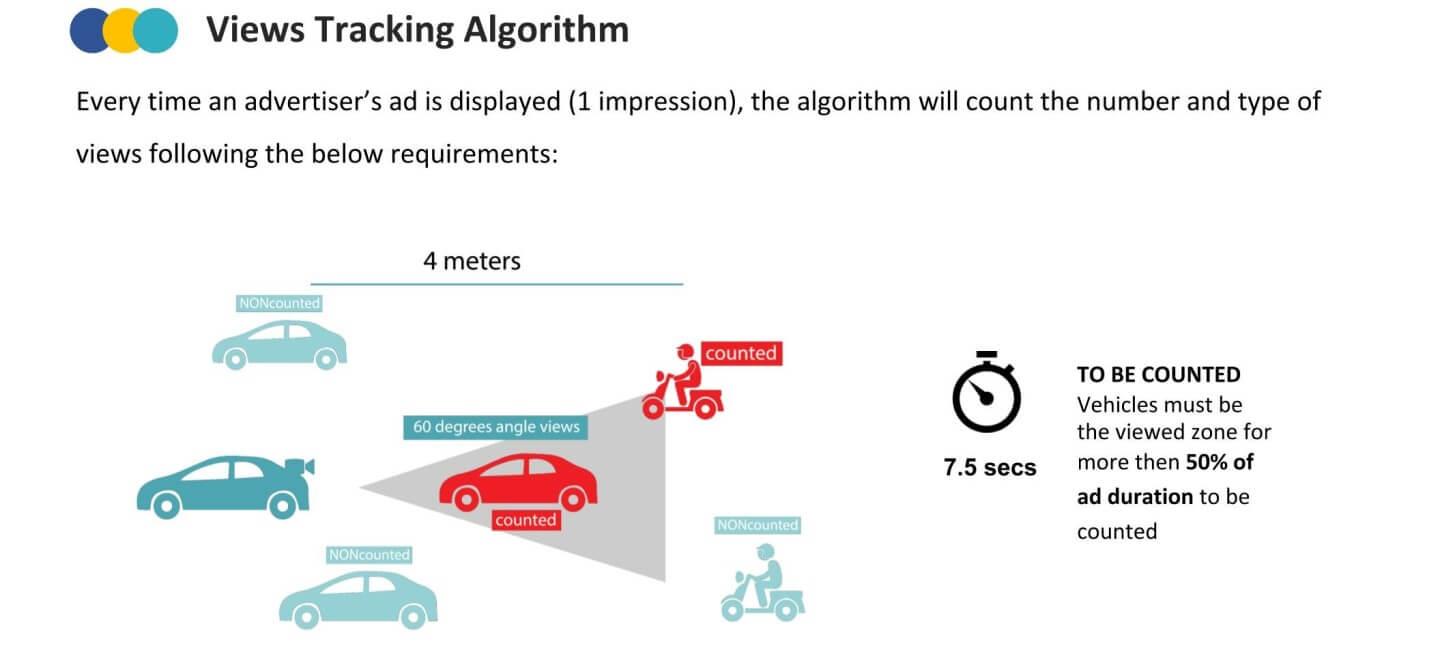 Views Tracking Algorithm
Every time an advertiser’s ad is displayed (1 impression), the algorithm will count the number and type of
views following the below requirements:
4 meters
NONcounted
counted
60 degrees angle views
counted
NONcounted
NONcounted
7.5 secs
TO BE COUNTED
Vehicles must be
the viewed zone for
more then 50% of
ad duration to be
counted